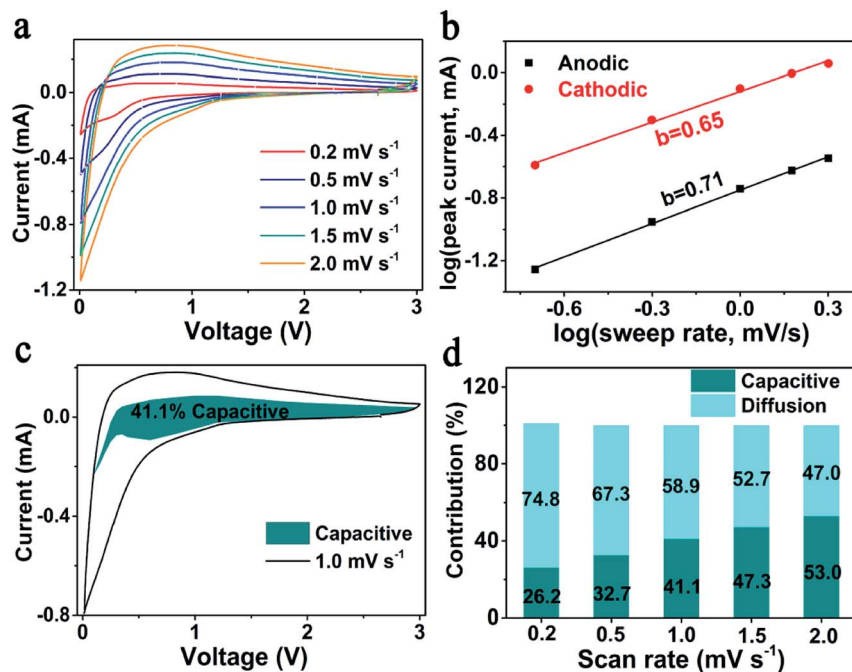 a
0.0
-0.4
-0.8
-1.2
Current (mA)
0.2 mV s⁻¹
0.5 mV s⁻¹
1.0 mV s⁻¹
1.5 mV s⁻¹
2.0 mV s⁻¹
0 1 2 3
Voltage (V)
b
0.0
-0.4
-0.8
-1.2
log(peak current, mA)
Anodic
Cathodic
b=0.65
b=0.71
-0.6 -0.3 0.0 0.3
log(sweep rate, mV/s)
c
0.0
-0.4
-0.8
Current (mA)
41.1% Capacitive
Capacitive
1.0 mV s⁻¹
0 1 2 3
Voltage (V)
d
120
80
40
0
Contribution (%)
Capacitive
Diffusion
74.8 67.3 58.9 52.7 47.0
26.2 32.7 41.1 47.3 53.0
0.2 0.5 1.0 1.5 2.0
Scan rate (mV s⁻¹)